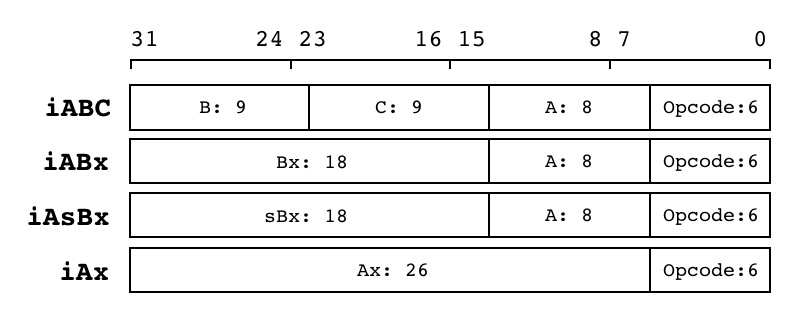 31 24 23 16 15 8 7 0
iABC B: 9 C: 9 A: 8 Opcode:6
iABx Bx: 18 A: 8 Opcode:6
iAsBx sBx: 18 A: 8 Opcode:6
iAx Ax: 26 Opcode:6